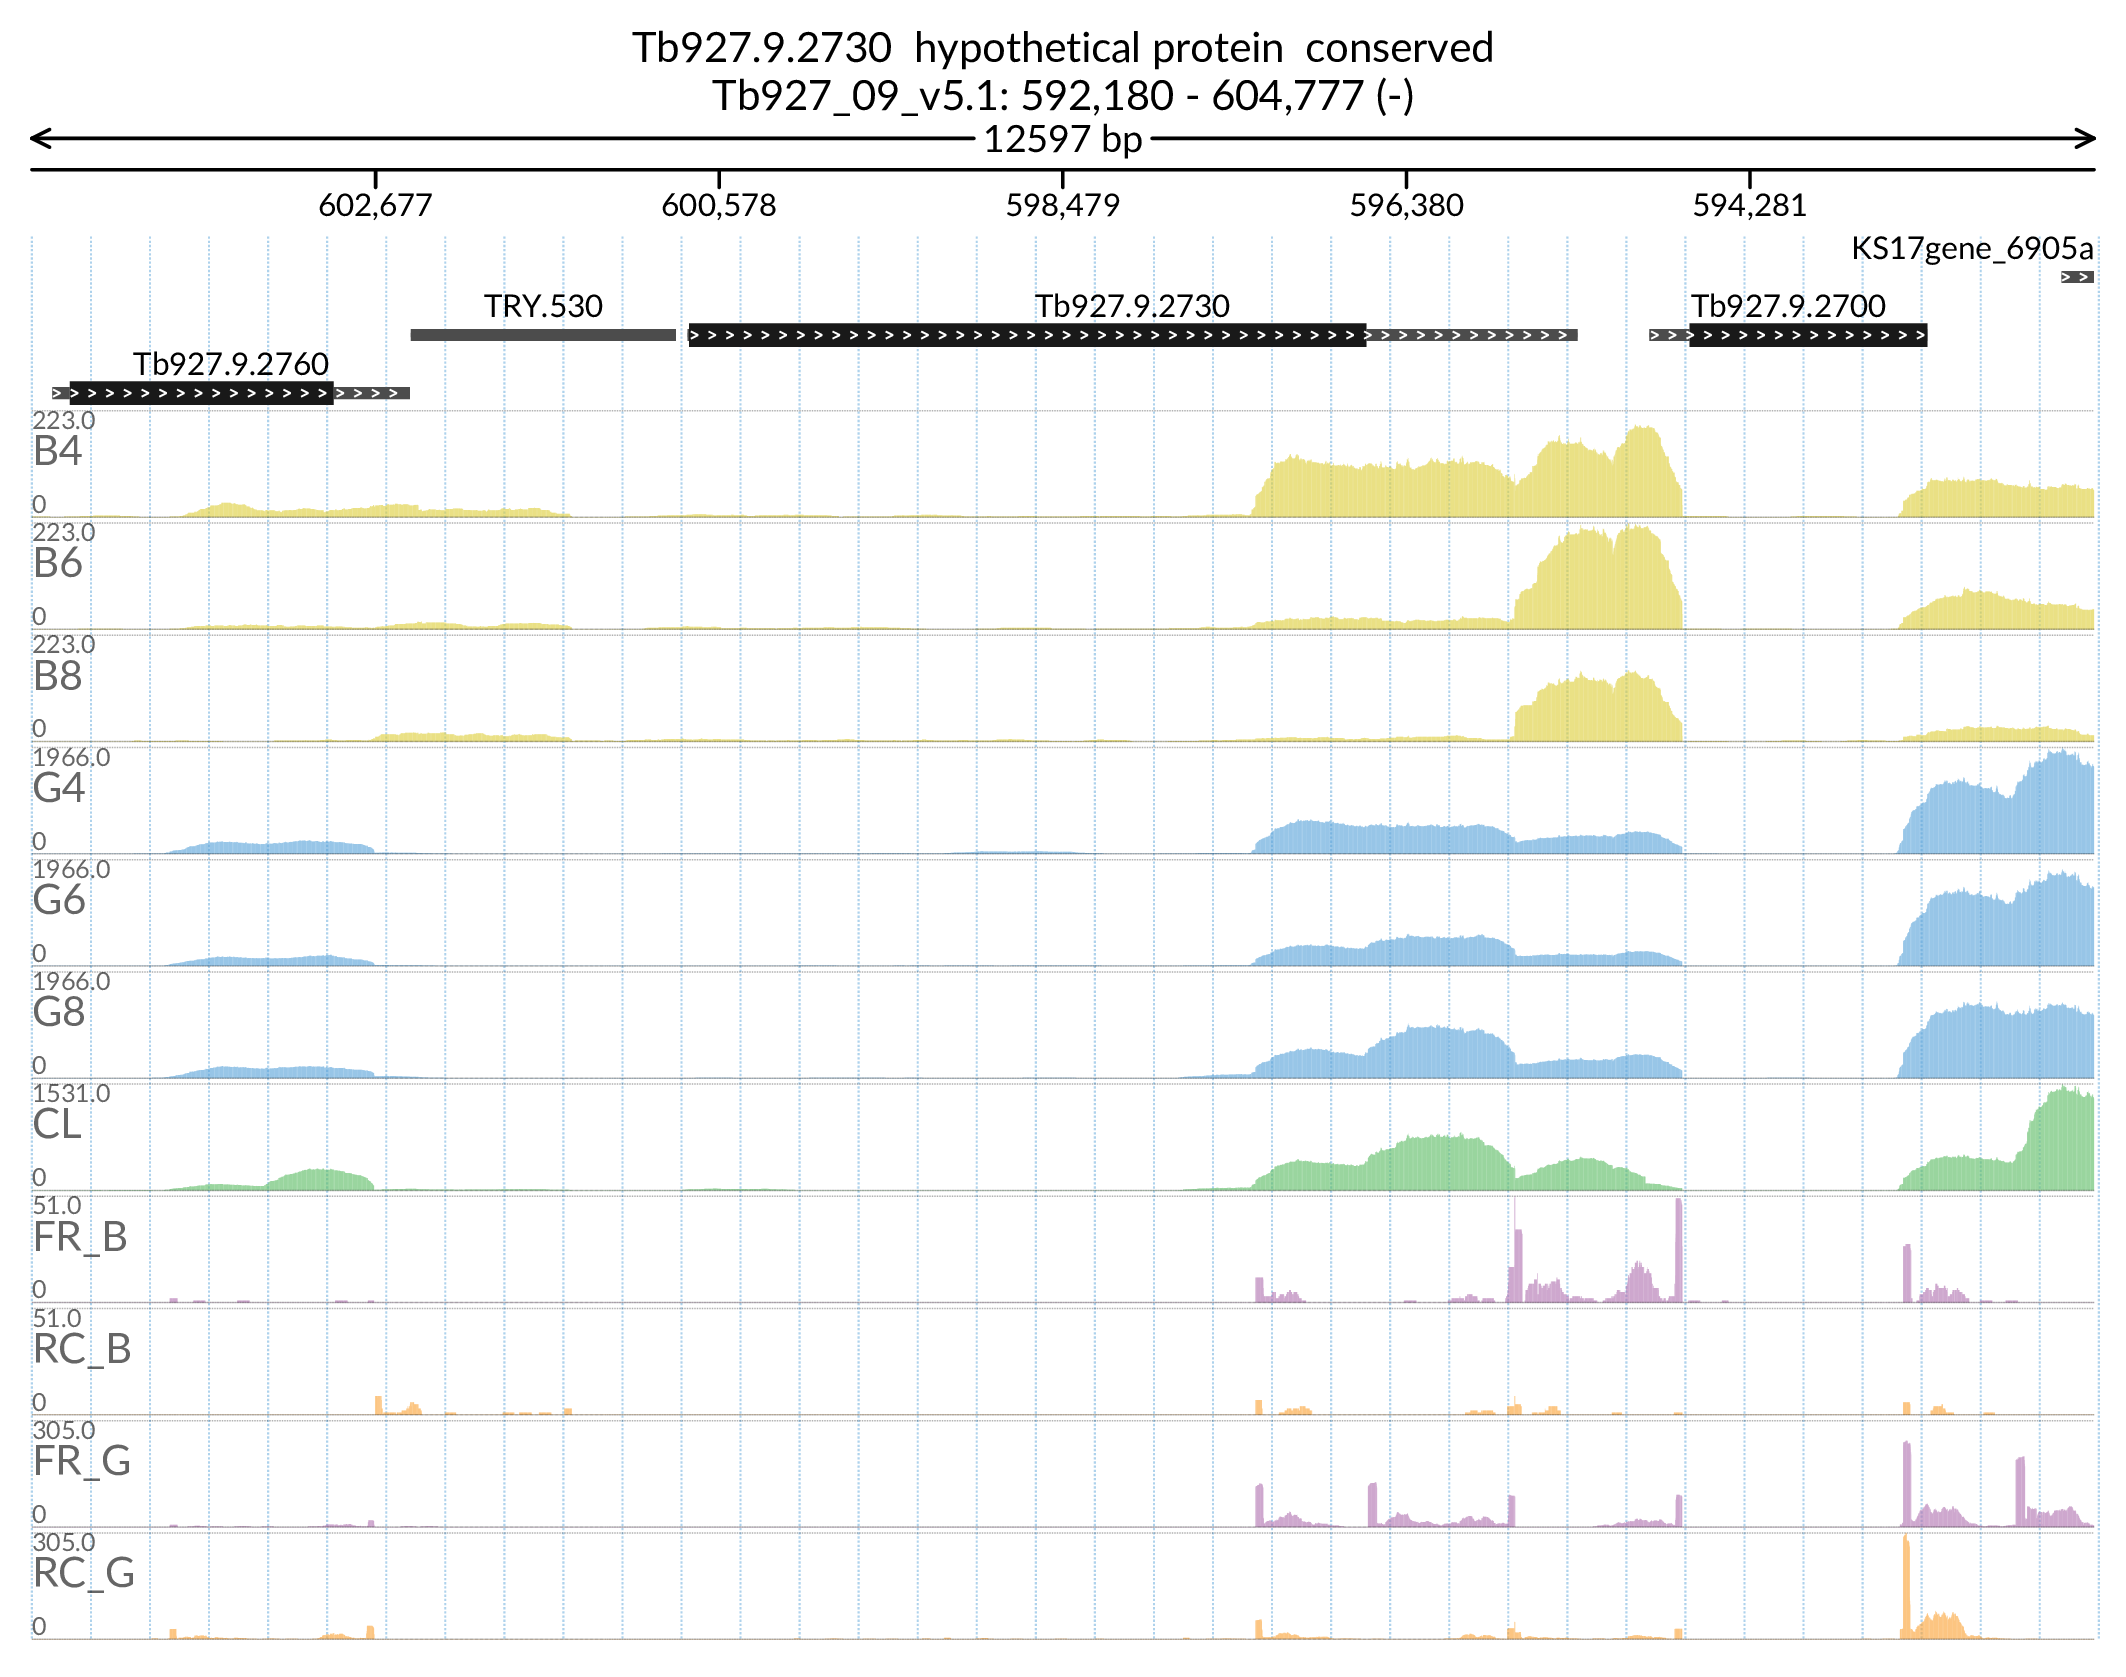 Tb927.9.2730  hypothetical protein  conserved
Tb927_09_v5.1: 592,180 - 604,777 (-)
12597 bp
602,677 600,578 598,479 596,380 594,281
KS17gene_6905a
TRY.530 Tb927.9.2730 Tb927.9.2700
Tb927.9.2760
223.0
B4
0
223.0
B6
0
223.0
B8
0
1966.0
G4
0
1966.0
G6
0
1966.0
G8
0
1531.0
CL
0
51.0
FR_B
0
51.0
RC_B
0
305.0
FR_G
0
305.0
RC_G
0